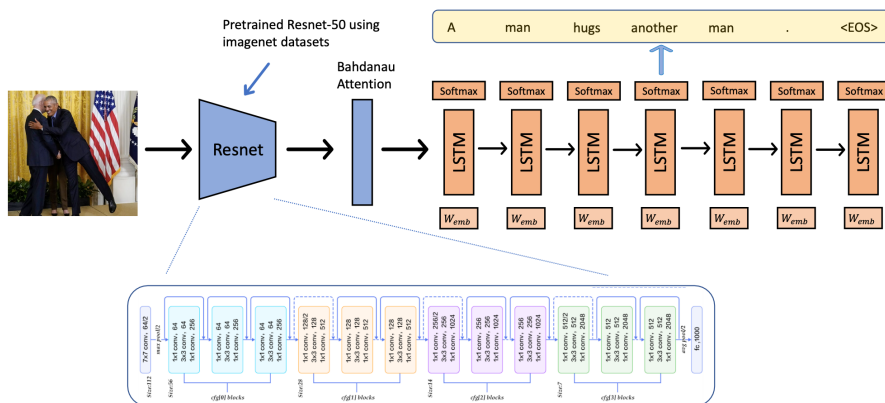 Pretrained Resnet-50 using
imagenet datasets
Bahdanau
Attention
A man hugs another man . <EOS>
Softmax Softmax Softmax Softmax Softmax Softmax Softmax
Resnet
LSTM LSTM LSTM LSTM LSTM LSTM LSTM
W_emb W_emb W_emb W_emb W_emb W_emb W_emb
7x7 conv, 64/2
max pool/2
1x1 conv, 64
3x3 conv, 64
1x1 conv, 256
1x1 conv, 64
3x3 conv, 64
1x1 conv, 256
1x1 conv, 64
3x3 conv, 64
1x1 conv, 256
1x1 conv, 128/2
3x3 conv, 128
1x1 conv, 512
1x1 conv, 128
3x3 conv, 128
1x1 conv, 512
1x1 conv, 128
3x3 conv, 128
1x1 conv, 512
1x1 conv, 256/2
3x3 conv, 256
1x1 conv, 1024
1x1 conv, 256
3x3 conv, 256
1x1 conv, 1024
1x1 conv, 256
3x3 conv, 256
1x1 conv, 1024
1x1 conv, 512/2
3x3 conv, 512
1x1 conv, 2048
1x1 conv, 512
3x3 conv, 512
1x1 conv, 2048
1x1 conv, 512
3x3 conv, 512
1x1 conv, 2048
avg pool/2
fc,1000
Size:112
Size:56
cfg[0] blocks
Size:28
cfg[1] blocks
Size:14
cfg[2] blocks
Size:7
cfg[3] blocks